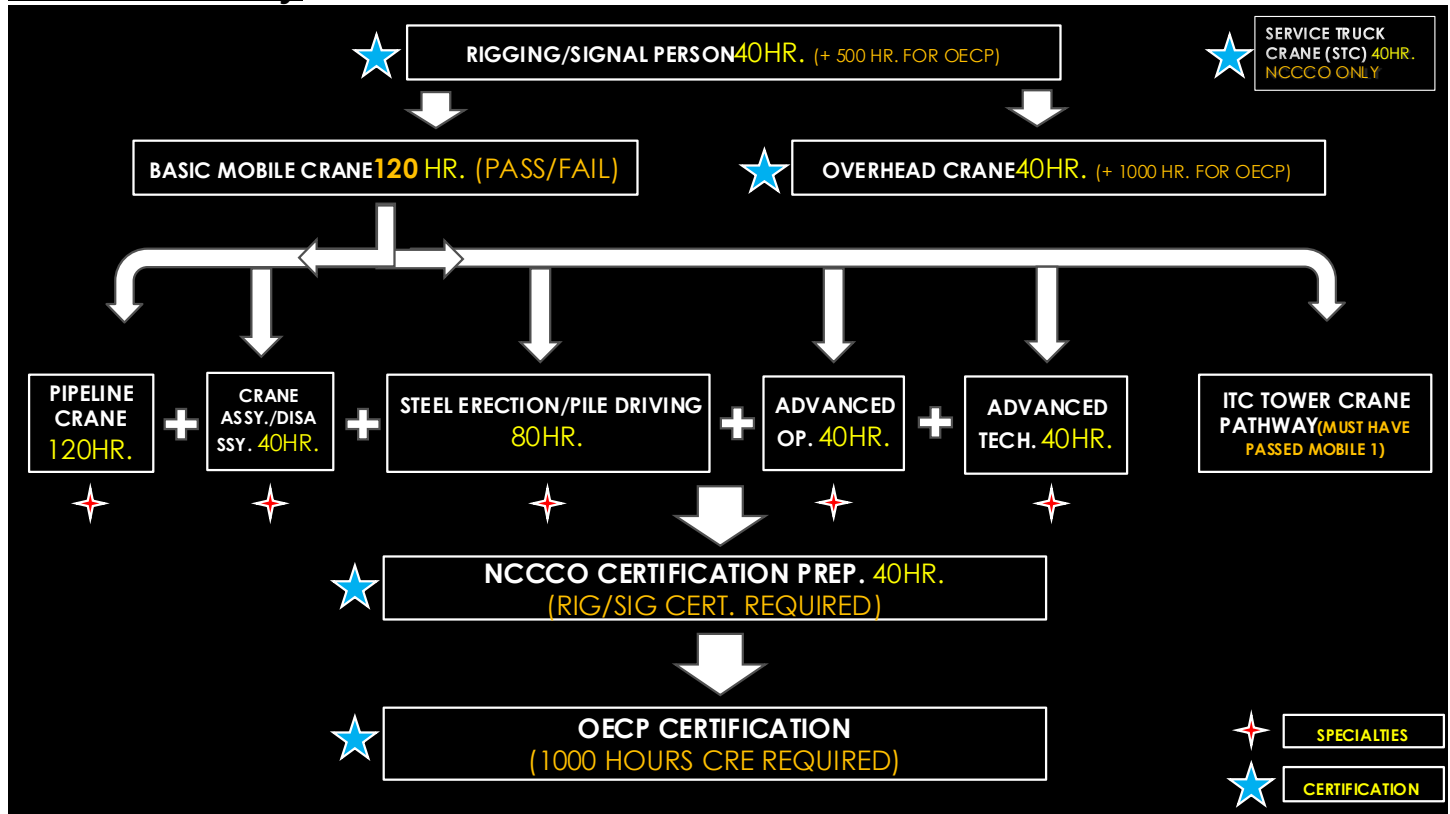 RIGGING/SIGNAL PERSON40HR. (+ 500 HR. FOR OECP)
SERVICE TRUCK
CRANE (STC) 40HR.
NCCCO ONLY
BASIC MOBILE CRANE120 HR. (PASS/FAIL)
OVERHEAD CRANE40HR. (+ 1000 HR. FOR OECP)
PIPELINE
CRANE
120HR.
CRANE
ASSY./DISA
SSY. 40HR.
STEEL ERECTION/PILE DRIVING
80HR.
ADVANCED
OP. 40HR.
ADVANCED
TECH. 40HR.
ITC TOWER CRANE
PATHWAY(MUST HAVE
PASSED MOBILE 1)
NCCCO CERTIFICATION PREP. 40HR.
(RIG/SIG CERT. REQUIRED)
OECP CERTIFICATION
(1000 HOURS CRE REQUIRED)
SPECIALTIES
CERTIFICATION